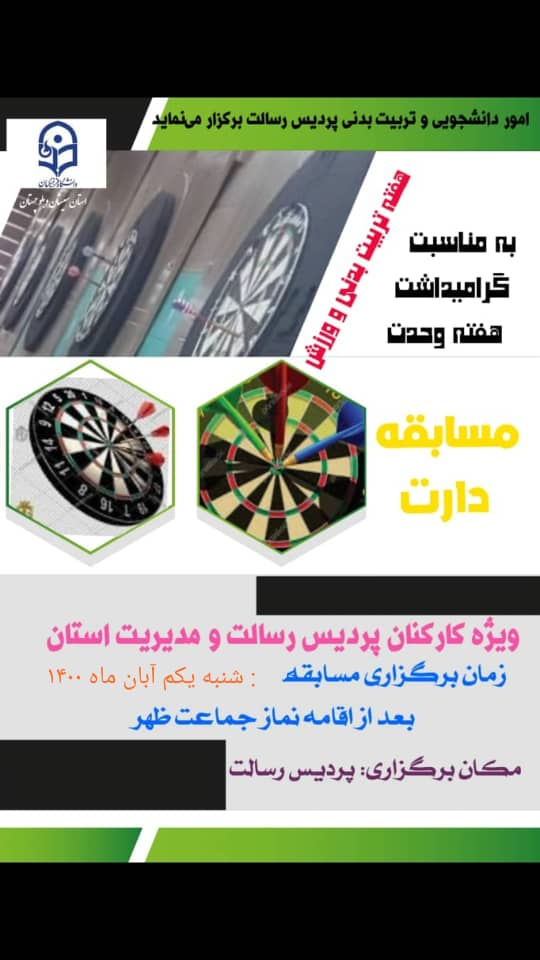 امور دانشجویی و تربیت بدنی پردیس رسالت برگزار می‌نماید
دانشگاه فرهنگیان
استان سیستان و بلوچستان
هفته تربیت بدنی و ورزش
به مناسبت
گرامیداشت
هفته وحدت
مسابقه
دارت
ویژه کارکنان پردیس رسالت و مدیریت استان
زمان برگزاری مسابقه : شنبه یکم آبان ماه ۱۴۰۰
بعد از اقامه نماز جماعت ظهر
مکان برگزاری: پردیس رسالت